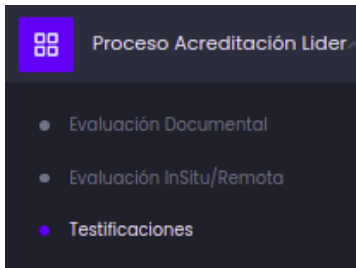 Proceso Acreditación Lider
Evaluación Documental
Evaluación InSitu/Remota
Testificaciones